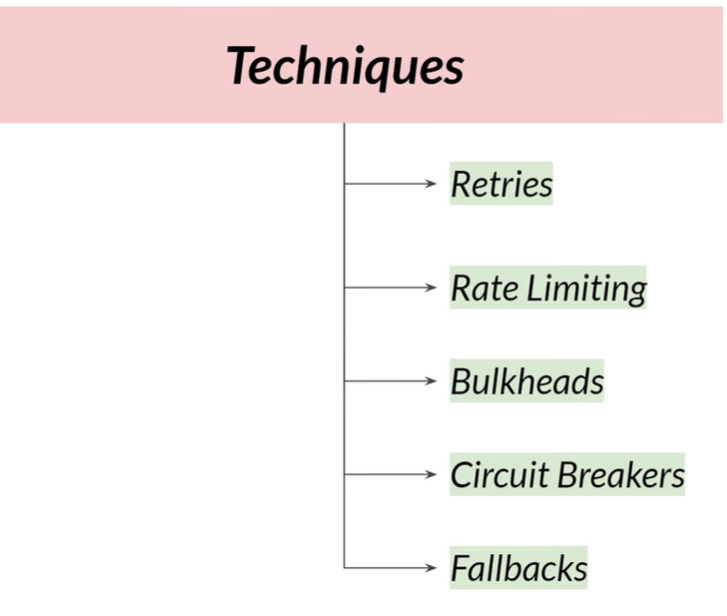 Techniques
Retries
Rate Limiting
Bulkheads
Circuit Breakers
Fallbacks